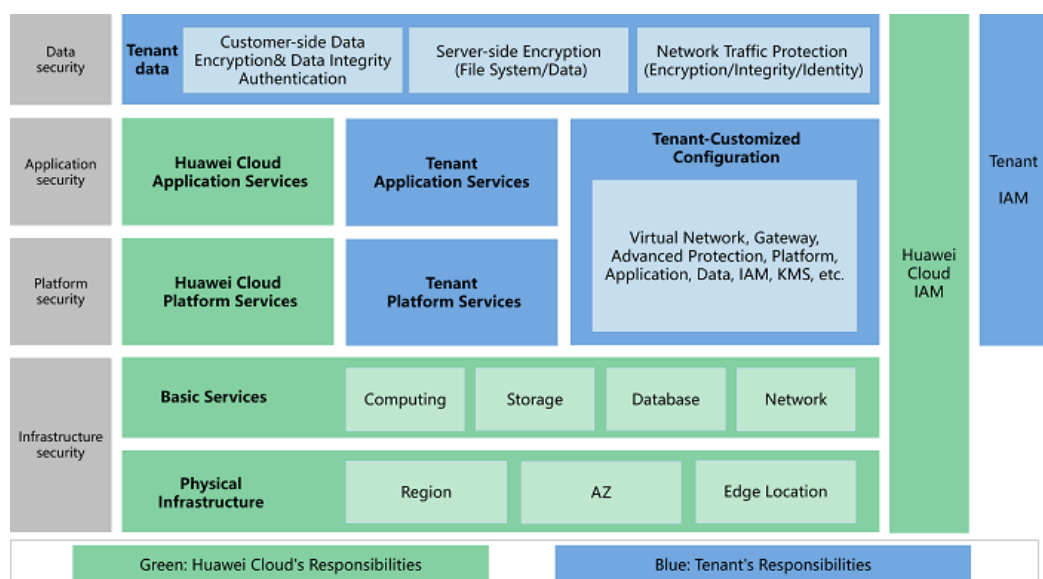 Data
security
Tenant
data
Customer-side Data
Encryption& Data Integrity
Authentication
Server-side Encryption
(File System/Data)
Network Traffic Protection
(Encryption/Integrity/Identity)
Application
security
Huawei Cloud
Application Services
Tenant
Application Services
Tenant-Customized
Configuration
Virtual Network, Gateway,
Advanced Protection, Platform,
Application, Data, IAM, KMS, etc.
Platform
security
Huawei Cloud
Platform Services
Tenant
Platform Services
Huawei
Cloud
IAM
Tenant
IAM
Infrastructure
security
Basic Services
Computing
Storage
Database
Network
Physical
Infrastructure
Region
AZ
Edge Location
Green: Huawei Cloud's Responsibilities
Blue: Tenant's Responsibilities